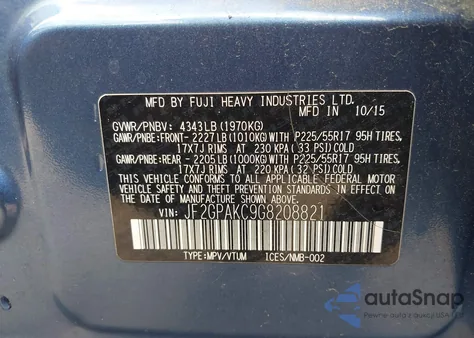 MFD BY FUJI HEAVY INDUSTRIES LTD.
MFD IN 10/15
GVWR/PNBV: 4343LB (1970KG)
GAWR/PNBE:FRONT- 2227 LB (1010KG) WITH P225/55R17 95H TIRES,
17X7J RIMS AT 230 KPA ( 33 PSI) COLD
GAWR/PNBE:REAR - 2205 LB (1000KG) WITH P225/55R17 95H TIRES,
17X7J RIMS AT 220 KPA ( 32 PSI) COLD
THIS VEHICLE CONFORMS TO ALL APPLICABLE U.S. FEDERAL MOTOR
VEHICLE SAFETY AND THEFT PREVENTION STANDARDS IN EFFECT ON
THE DATE OF MANUFACTURE SHOWN ABOVE.
JF2GPAKC9G8208821
TYPE:MPV/VTUM ICES/NMB-002
autoSnap